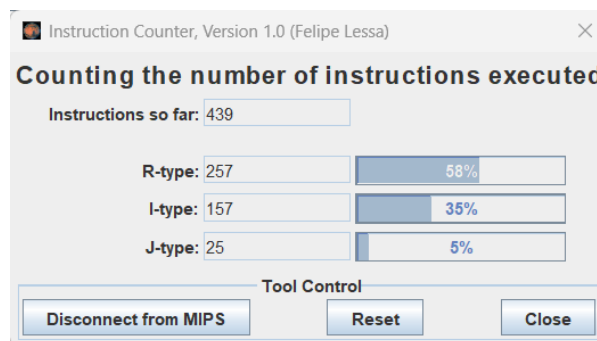 Instruction Counter, Version 1.0 (Felipe Lessa)
Counting the number of instructions executed
Instructions so far: 439
R-type: 257 58%
I-type: 157 35%
J-type: 25 5%
Tool Control
Disconnect from MIPS Reset Close